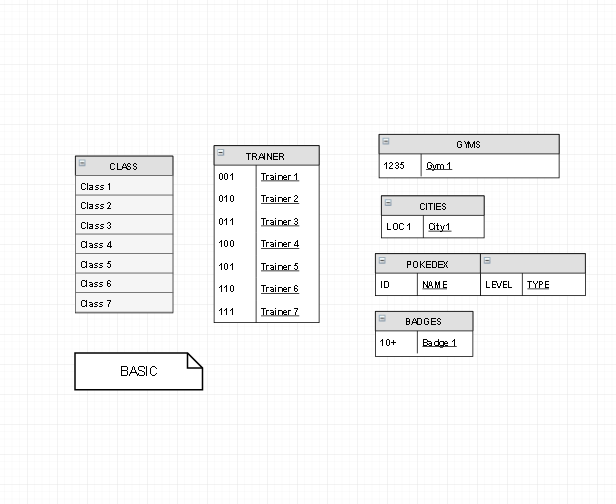 CLASS
Class 1
Class 2
Class 3
Class 4
Class 5
Class 6
Class 7
BASIC
TRAINER
001 Trainer 1
010 Trainer 2
011 Trainer 3
100 Trainer 4
101 Trainer 5
110 Trainer 6
111 Trainer 7
GYMS
1235 Gym 1
CITIES
LOC 1 City1
POKEDEX
ID NAME LEVEL TYPE
BADGES
10+ Badge 1